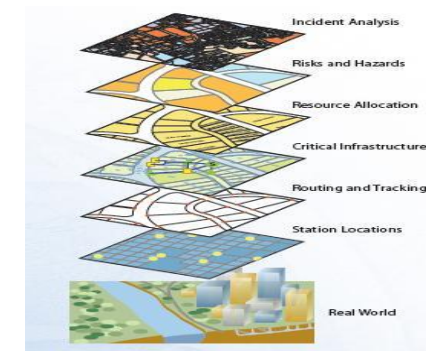 Incident Analysis
Risks and Hazards
Resource Allocation
Critical Infrastructure
Routing and Tracking
Station Locations
Real World